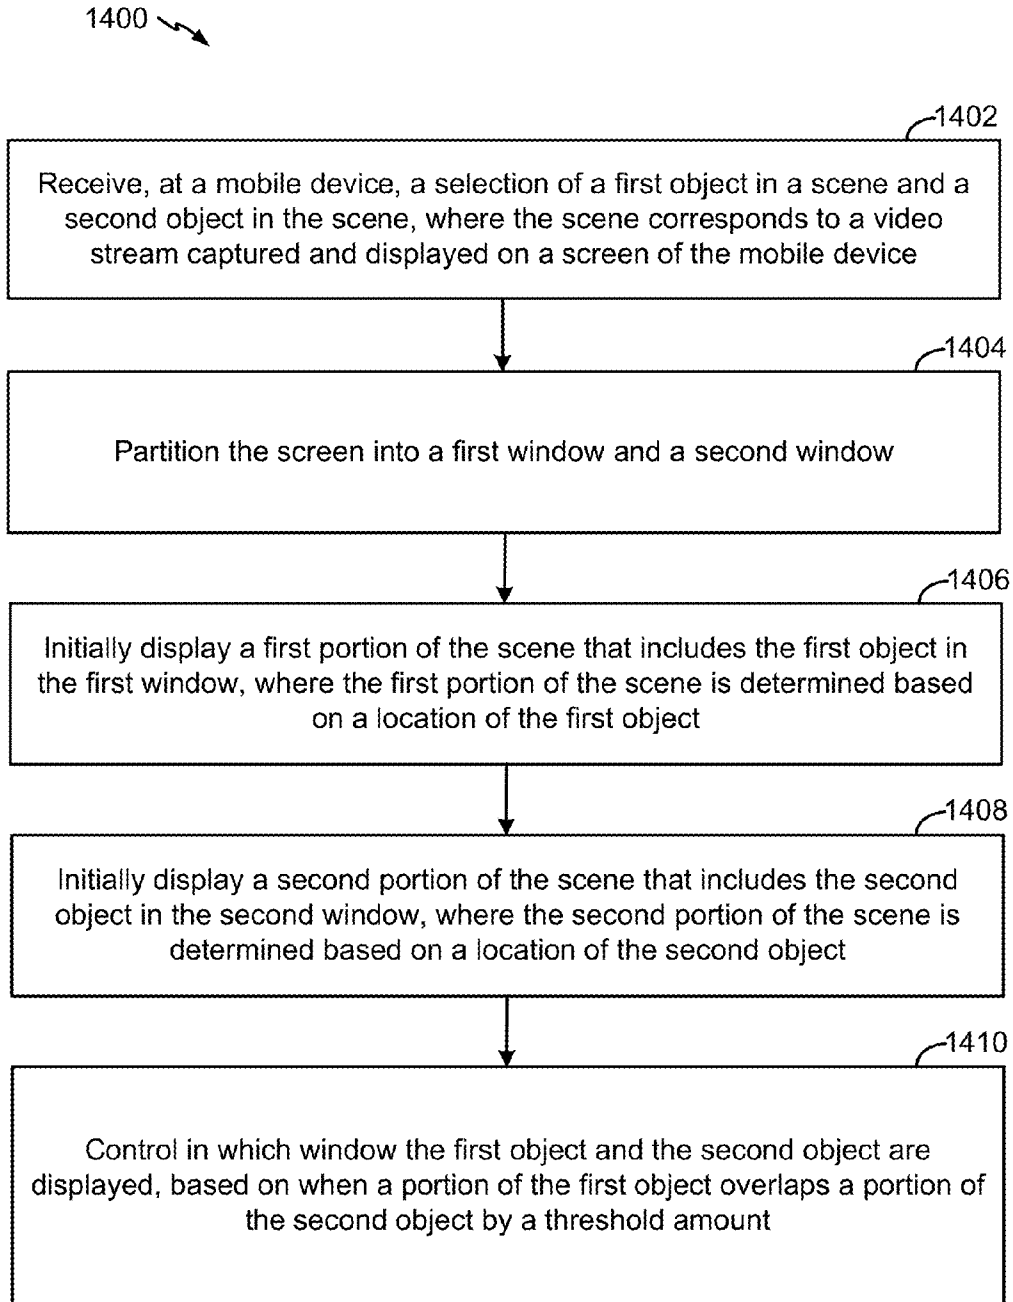 1400
1402
Receive, at a mobile device, a selection of a first object in a scene and a
second object in the scene, where the scene corresponds to a video
stream captured and displayed on a screen of the mobile device
1404
Partition the screen into a first window and a second window
1406
Initially display a first portion of the scene that includes the first object in
the first window, where the first portion of the scene is determined based
on a location of the first object
1408
Initially display a second portion of the scene that includes the second
object in the second window, where the second portion of the scene is
determined based on a location of the second object
1410
Control in which window the first object and the second object are
displayed, based on when a portion of the first object overlaps a portion of
the second object by a threshold amount